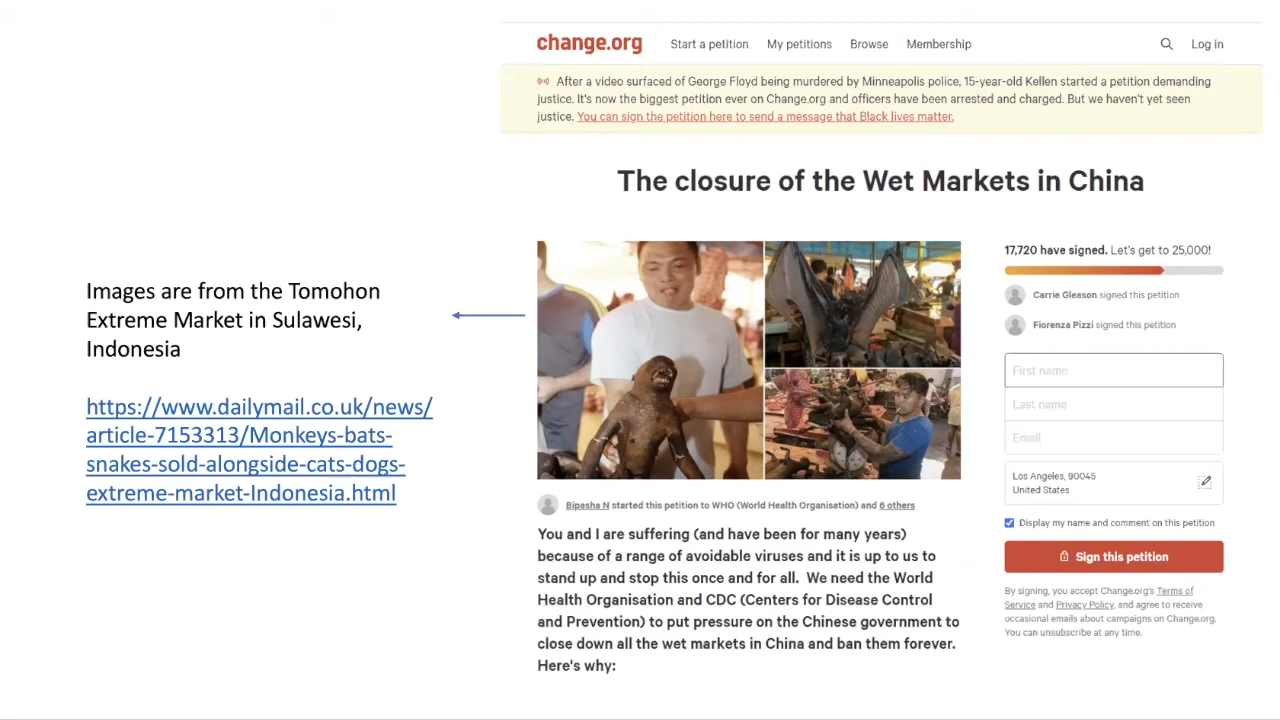 change.org
Start a petition
My petitions
Browse
Membership
Log in
After a video surfaced of George Floyd being murdered by Minneapolis police, 15-year-old Kellen started a petition demanding
justice. It's now the biggest petition ever on Change.org and officers have been arrested and charged. But we haven't yet seen
justice. You can sign the petition here to send a message that Black lives matter.
The closure of the Wet Markets in China
Images are from the Tomohon
Extreme Market in Sulawesi,
Indonesia
https://www.dailymail.co.uk/news/
article-7153313/Monkeys-bats-
snakes-sold-alongside-cats-dogs-
extreme-market-Indonesia.html
Bipasha N started this petition to WHO (World Health Organisation) and 6 others
You and I are suffering (and have been for many years)
because of a range of avoidable viruses and it is up to us to
stand up and stop this once and for all. We need the World
Health Organisation and CDC (Centers for Disease Control
and Prevention) to put pressure on the Chinese government to
close down all the wet markets in China and ban them forever.
Here's why:
17,720 have signed. Let's get to 25,000!
Carrie Gleason signed this petition
Fiorenza Pizzi signed this petition
First name
Last name
Email
Los Angeles, 90045
United States
Display my name and comment on this petition
Sign this petition
By signing, you accept Change.org's Terms of
Service and Privacy Policy, and agree to receive
occasional emails about campaigns on Change.org.
You can unsubscribe at any time.